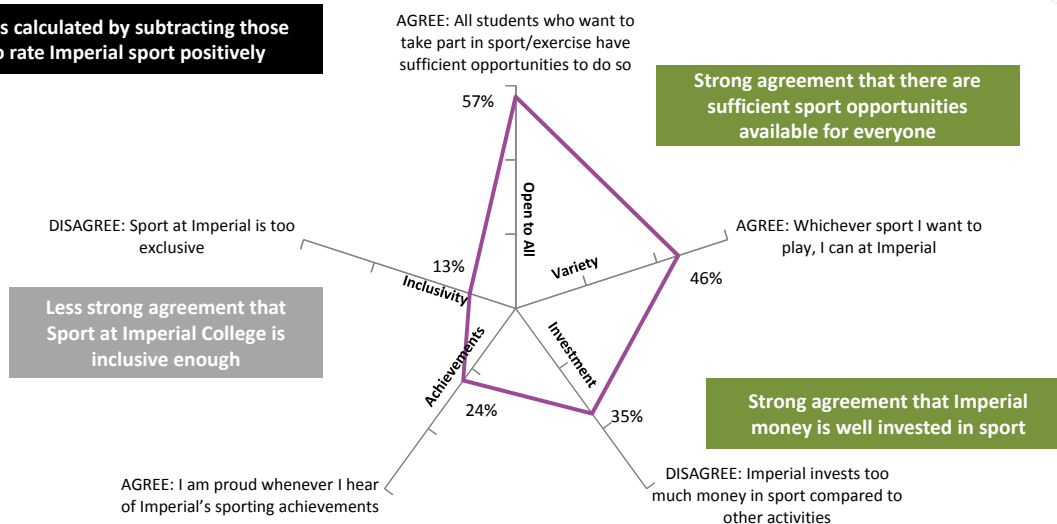 s calculated by subtracting those
o rate Imperial sport positively
AGREE: All students who want to
take part in sport/exercise have
sufficient opportunities to do so
57%
Strong agreement that there are
sufficient sport opportunities
available for everyone
Open to All
DISAGREE: Sport at Imperial is too
exclusive
AGREE: Whichever sport I want to
play, I can at Imperial
13%
Variety
46%
Inclusivity
Less strong agreement that
Sport at Imperial College is
inclusive enough
Investment
Achievements
24%
35%
Strong agreement that Imperial
money is well invested in sport
AGREE: I am proud whenever I hear
of Imperial’s sporting achievements
DISAGREE: Imperial invests too
much money in sport compared to
other activities